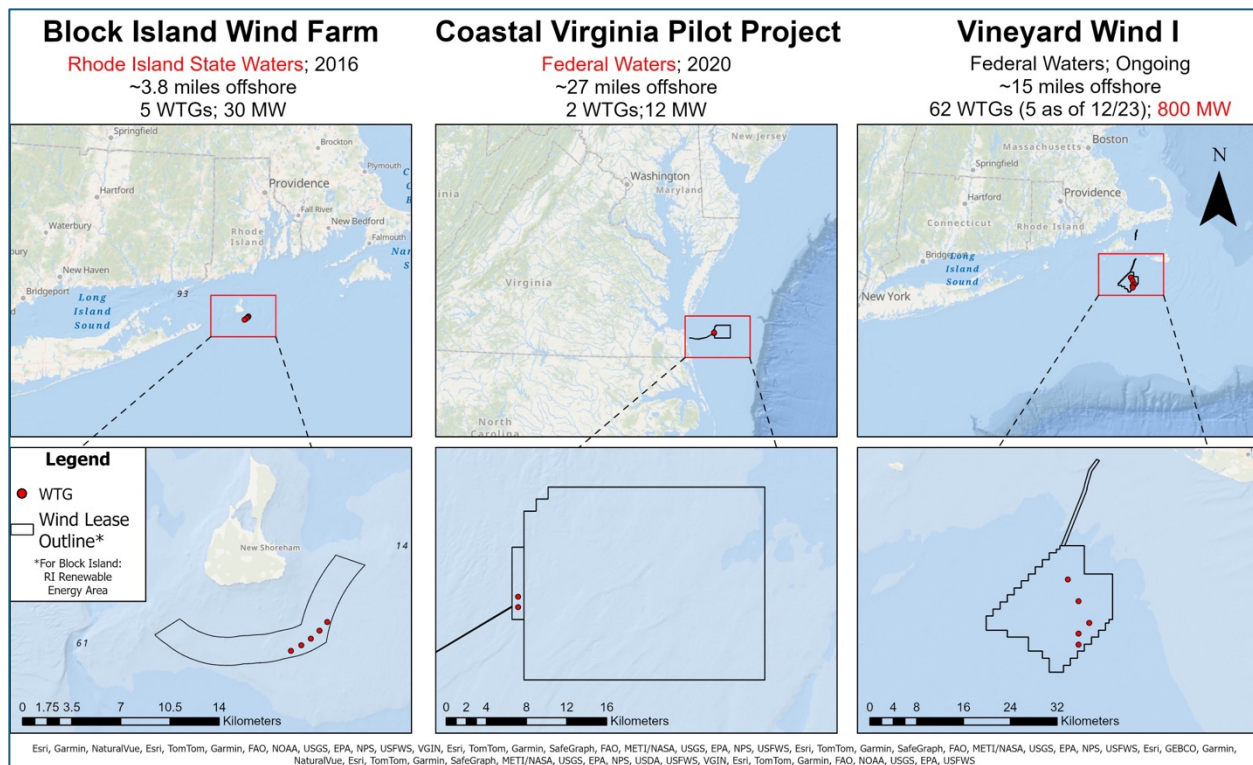 Block Island Wind Farm
Rhode Island State Waters; 2016
~3.8 miles offshore
5 WTGs; 30 MW
Coastal Virginia Pilot Project
Federal Waters; 2020
~27 miles offshore
2 WTGs;12 MW
Vineyard Wind I
Federal Waters; Ongoing
~15 miles offshore
62 WTGs (5 as of 12/23); 800 MW
Springfield
Brockton
Plymouth
Hartford
Providence
Fall River
New Bedford
Waterbury
RHODE
ISLAND
Falmouth
New Haven
Bridgeport
Long
Island
Sound
93
New Jersey
Washington
Maryland
Virginia
North
Carolina
N
Boston
Massachusetts
Springfield
Hartford
Providence
Connecticut
Rhode Island
Long
Island
Sound
New York
Legend
WTG
Wind Lease
Outline*
*For Block Island:
RI Renewable
Energy Area
New Shoreham
14
61
0 1.75 3.5 7 10.5 14
Kilometers
0 2 4 8 12 16
Kilometers
0 4 8 16 24 32
Kilometers
Esri, Garmin, NaturalVue, Esri, TomTom, Garmin, FAO, NOAA, USGS, EPA, NPS, USFWS, VGIN, Esri, TomTom, Garmin, SafeGraph, FAO, METI/NASA, USGS, EPA, NPS, USFWS, Esri, TomTom, Garmin, SafeGraph, FAO, METI/NASA, USGS, EPA, NPS, USFWS, Esri, GEBCO, Garmin,
NaturalVue, Esri, TomTom, Garmin, SafeGraph, METI/NASA, USGS, EPA, NPS, USDA, USFWS, VGIN, Esri, TomTom, Garmin, FAO, NOAA, USGS, EPA, USFWS